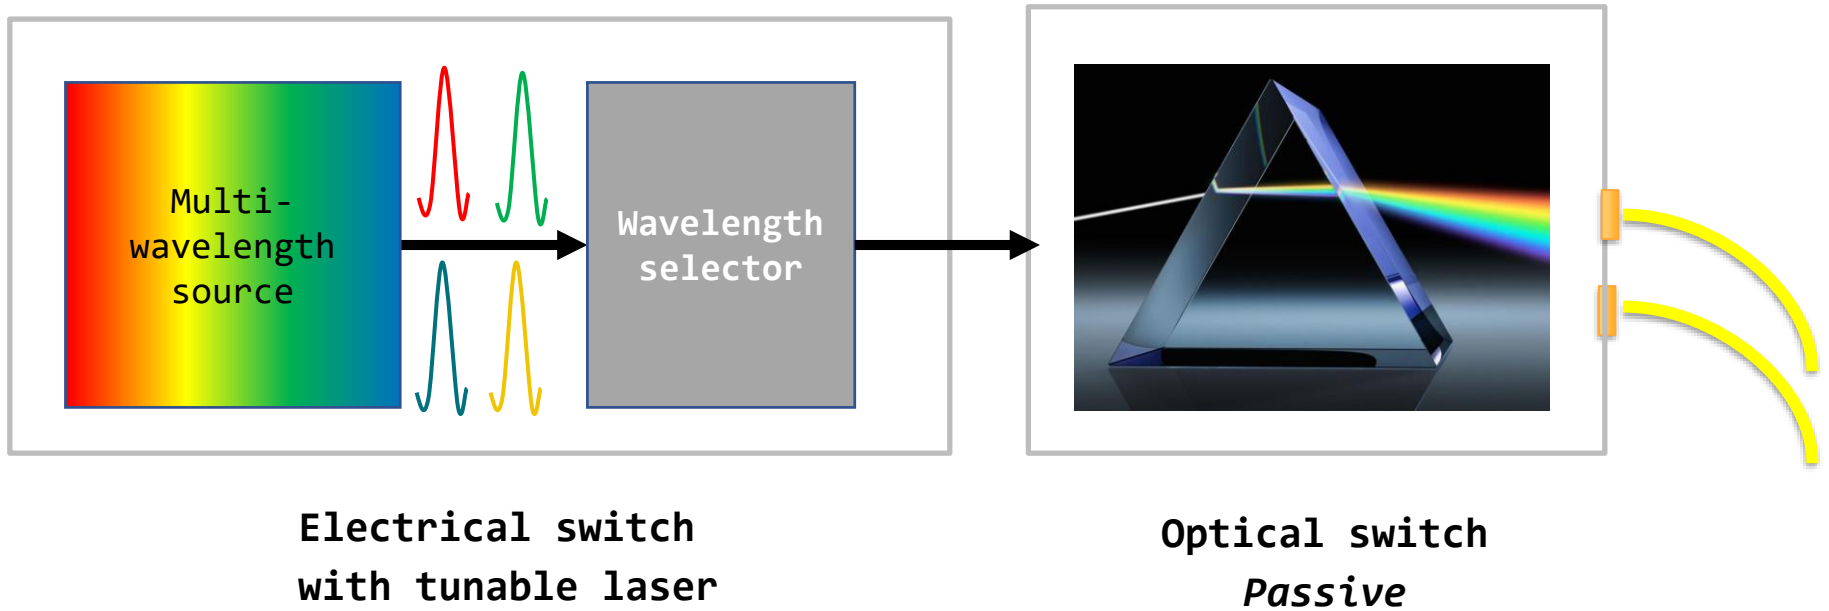 Multi-
wavelength
source
Wavelength
selector
Electrical switch
with tunable laser
Optical switch
Passive